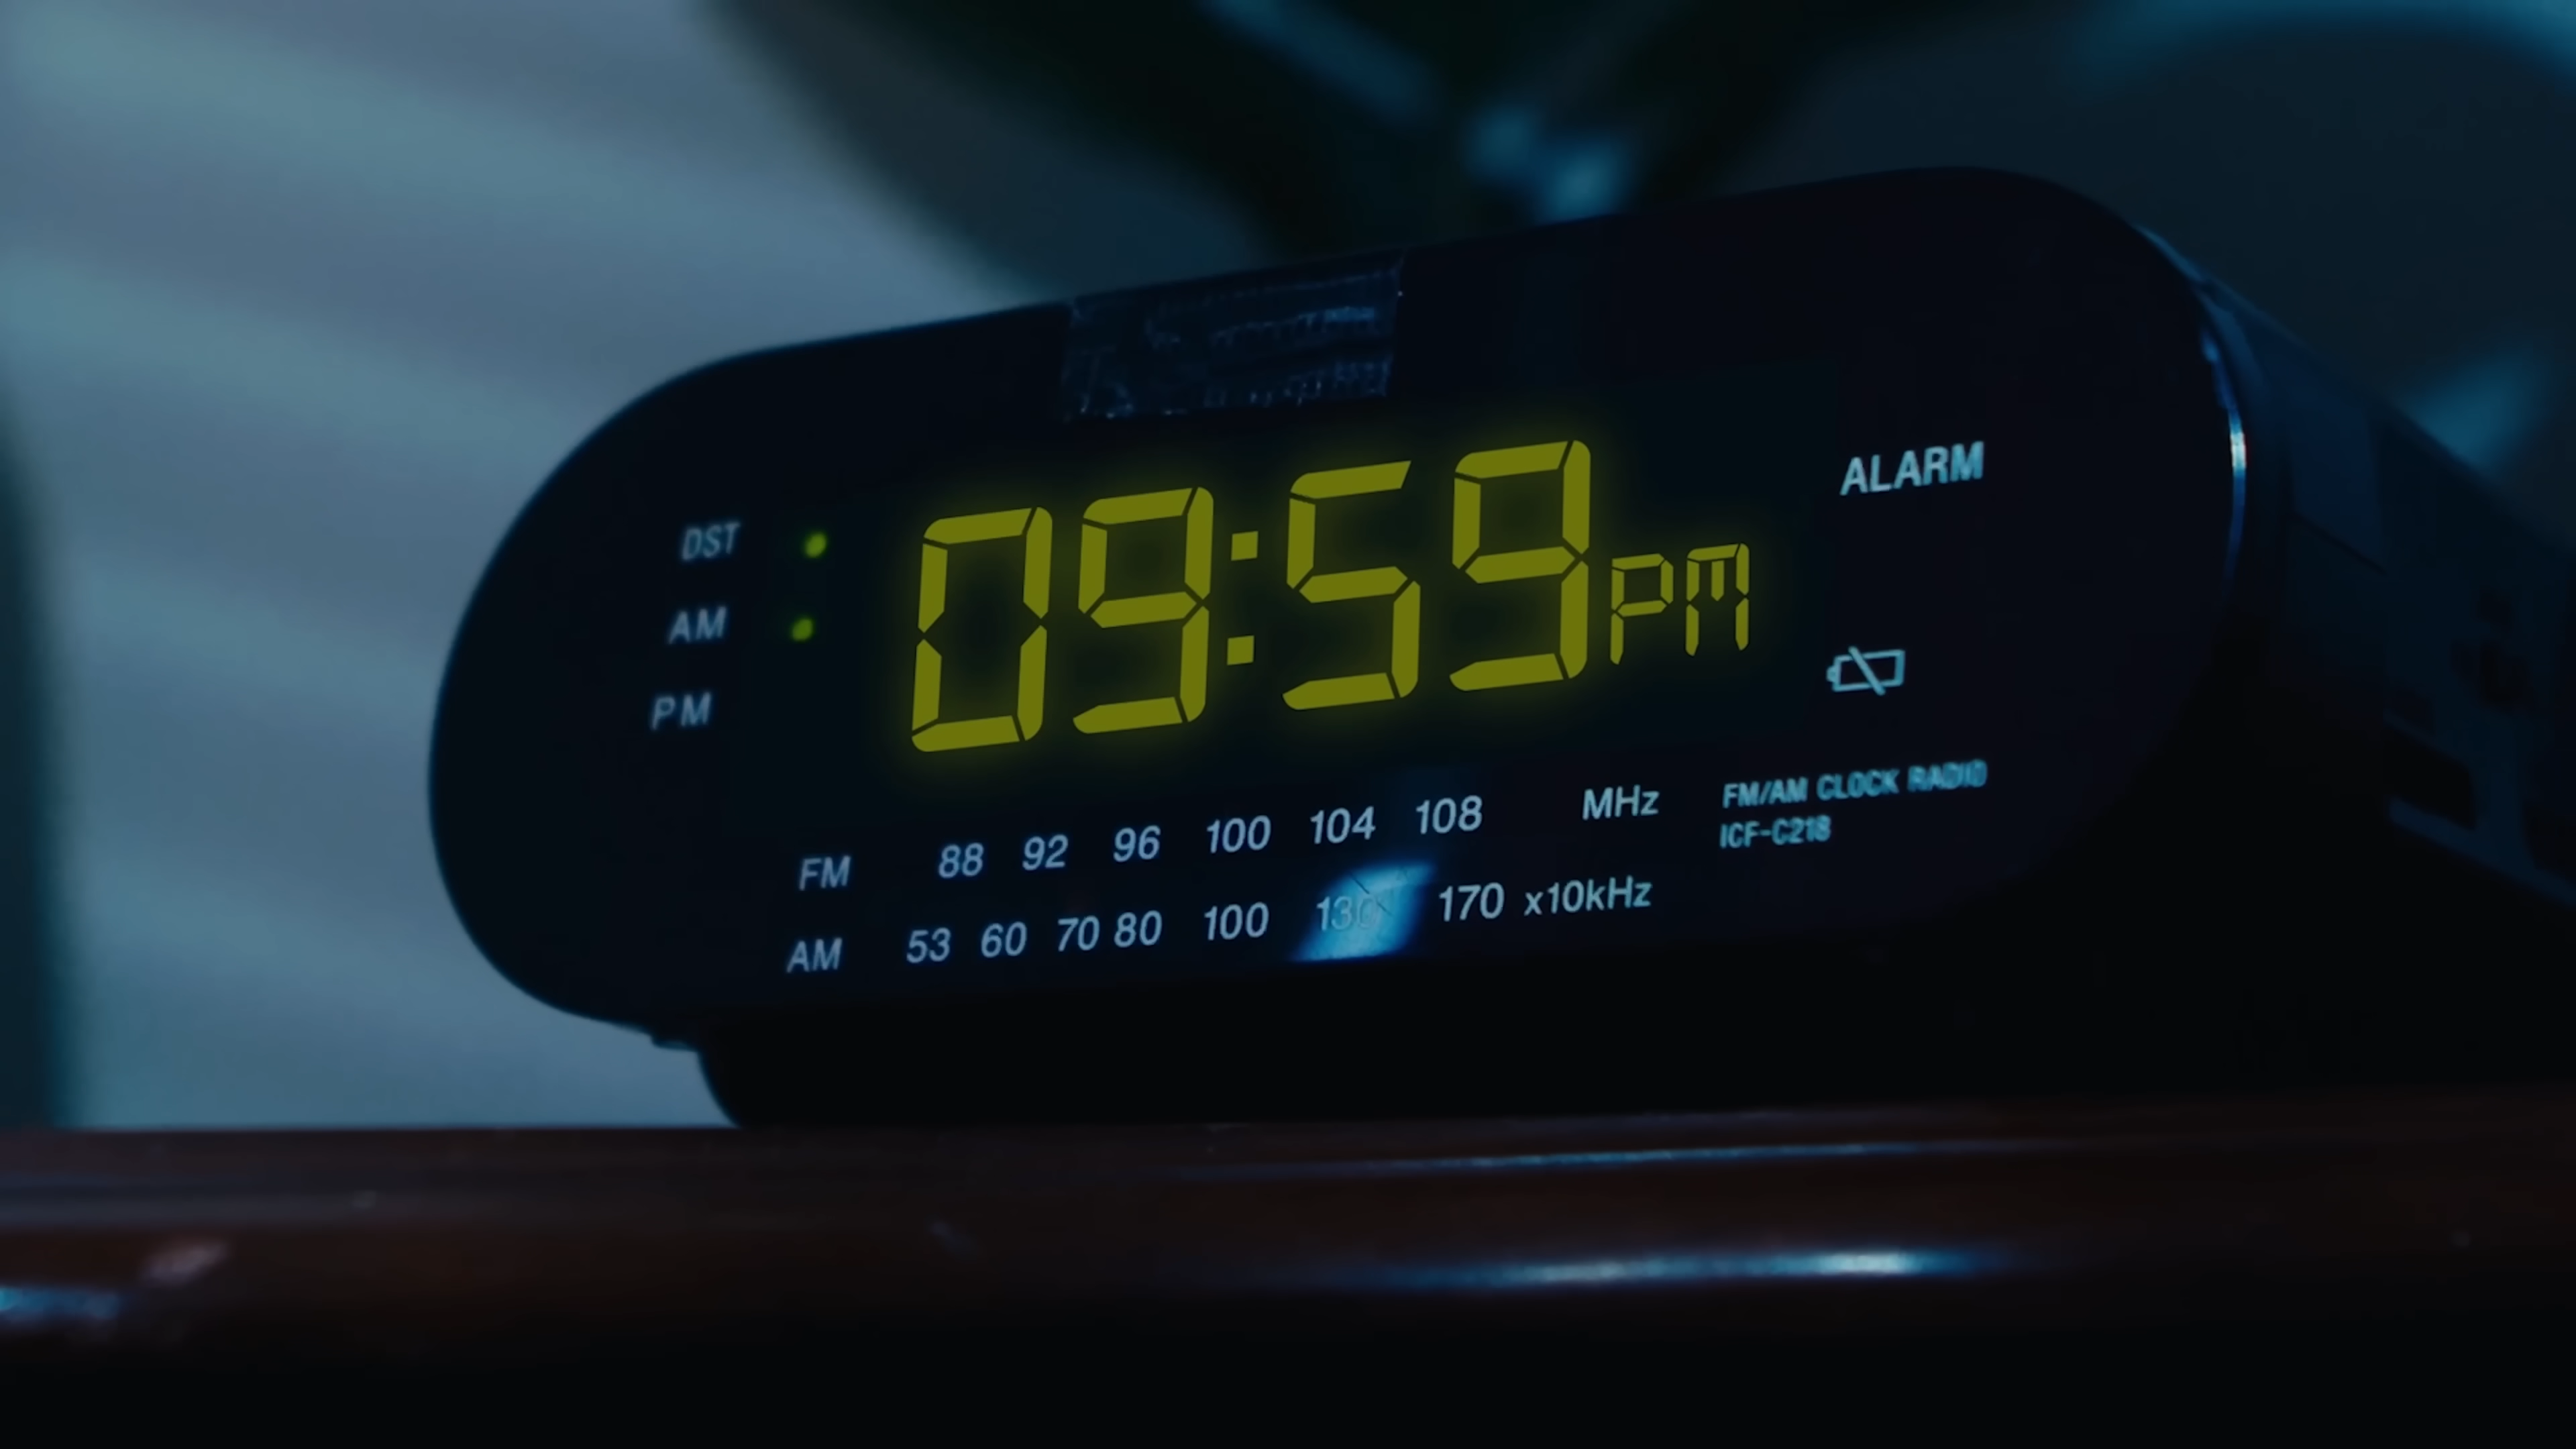 ALARM
DST
AM
PM
09:59PM
FM 88 92 96 100 104 108 MHz
AM 53 60 70 80 100 130 170 x10kHz
FM/AM CLOCK RADIO
ICF-C218